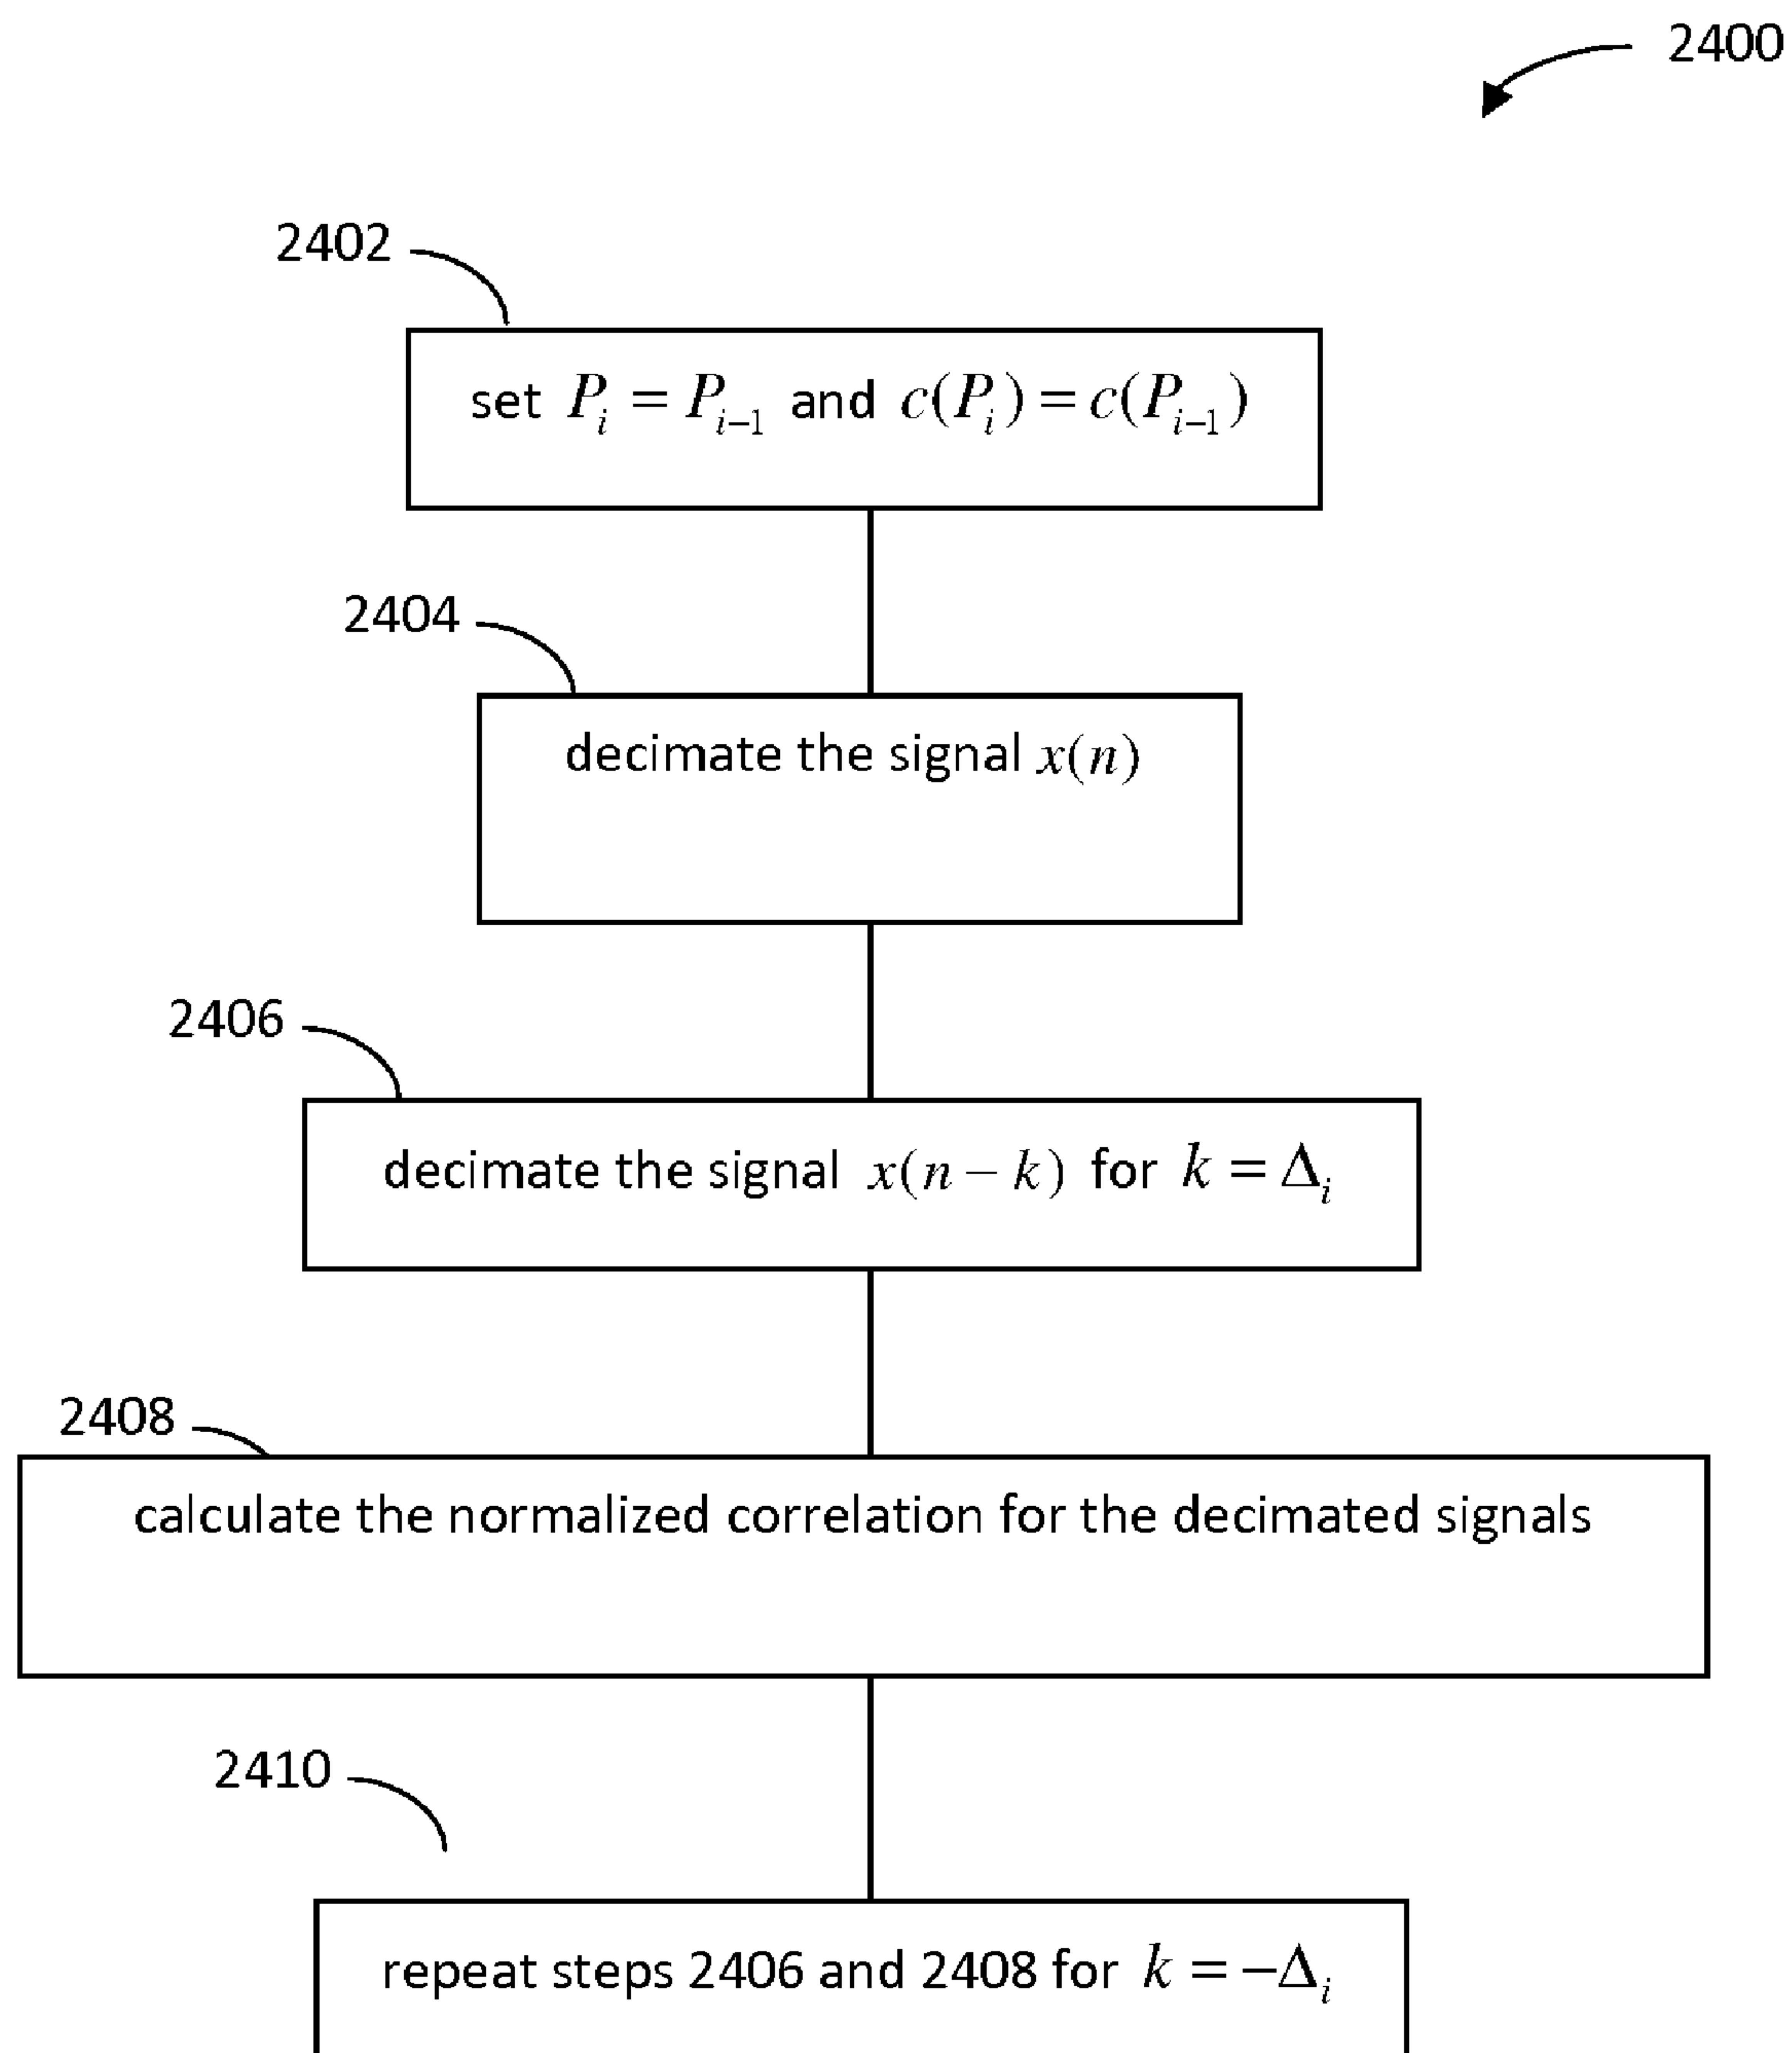 2400
2402
set P_i = P_{i−1} and c(P_i) = c(P_{i−1})
2404
decimate the signal x(n)
2406
decimate the signal x(n − k) for k = Δ_i
2408
calculate the normalized correlation for the decimated signals
2410
repeat steps 2406 and 2408 for k = −Δ_i